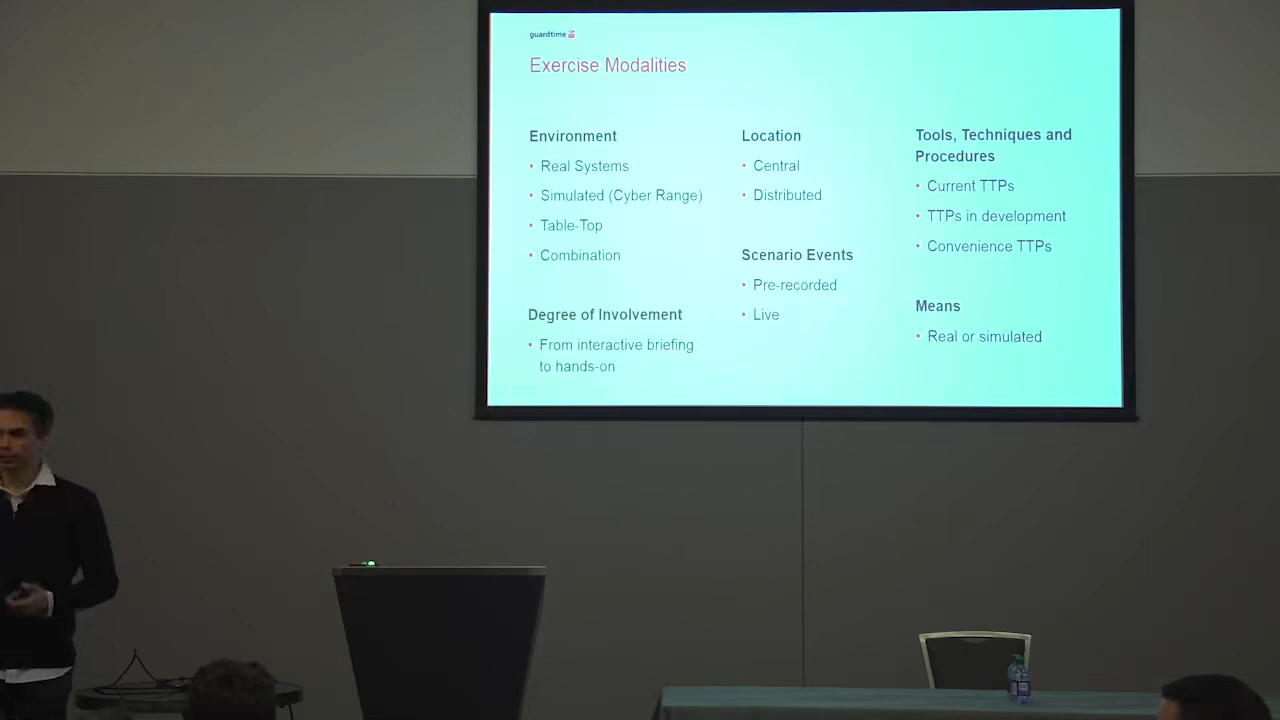 guardtime
Exercise Modalities
Environment
• Real Systems
• Simulated (Cyber Range)
• Table-Top
• Combination
Degree of Involvement
• From interactive briefing
to hands-on
Location
• Central
• Distributed
Scenario Events
• Pre-recorded
• Live
Tools, Techniques and
Procedures
• Current TTPs
• TTPs in development
• Convenience TTPs
Means
• Real or simulated